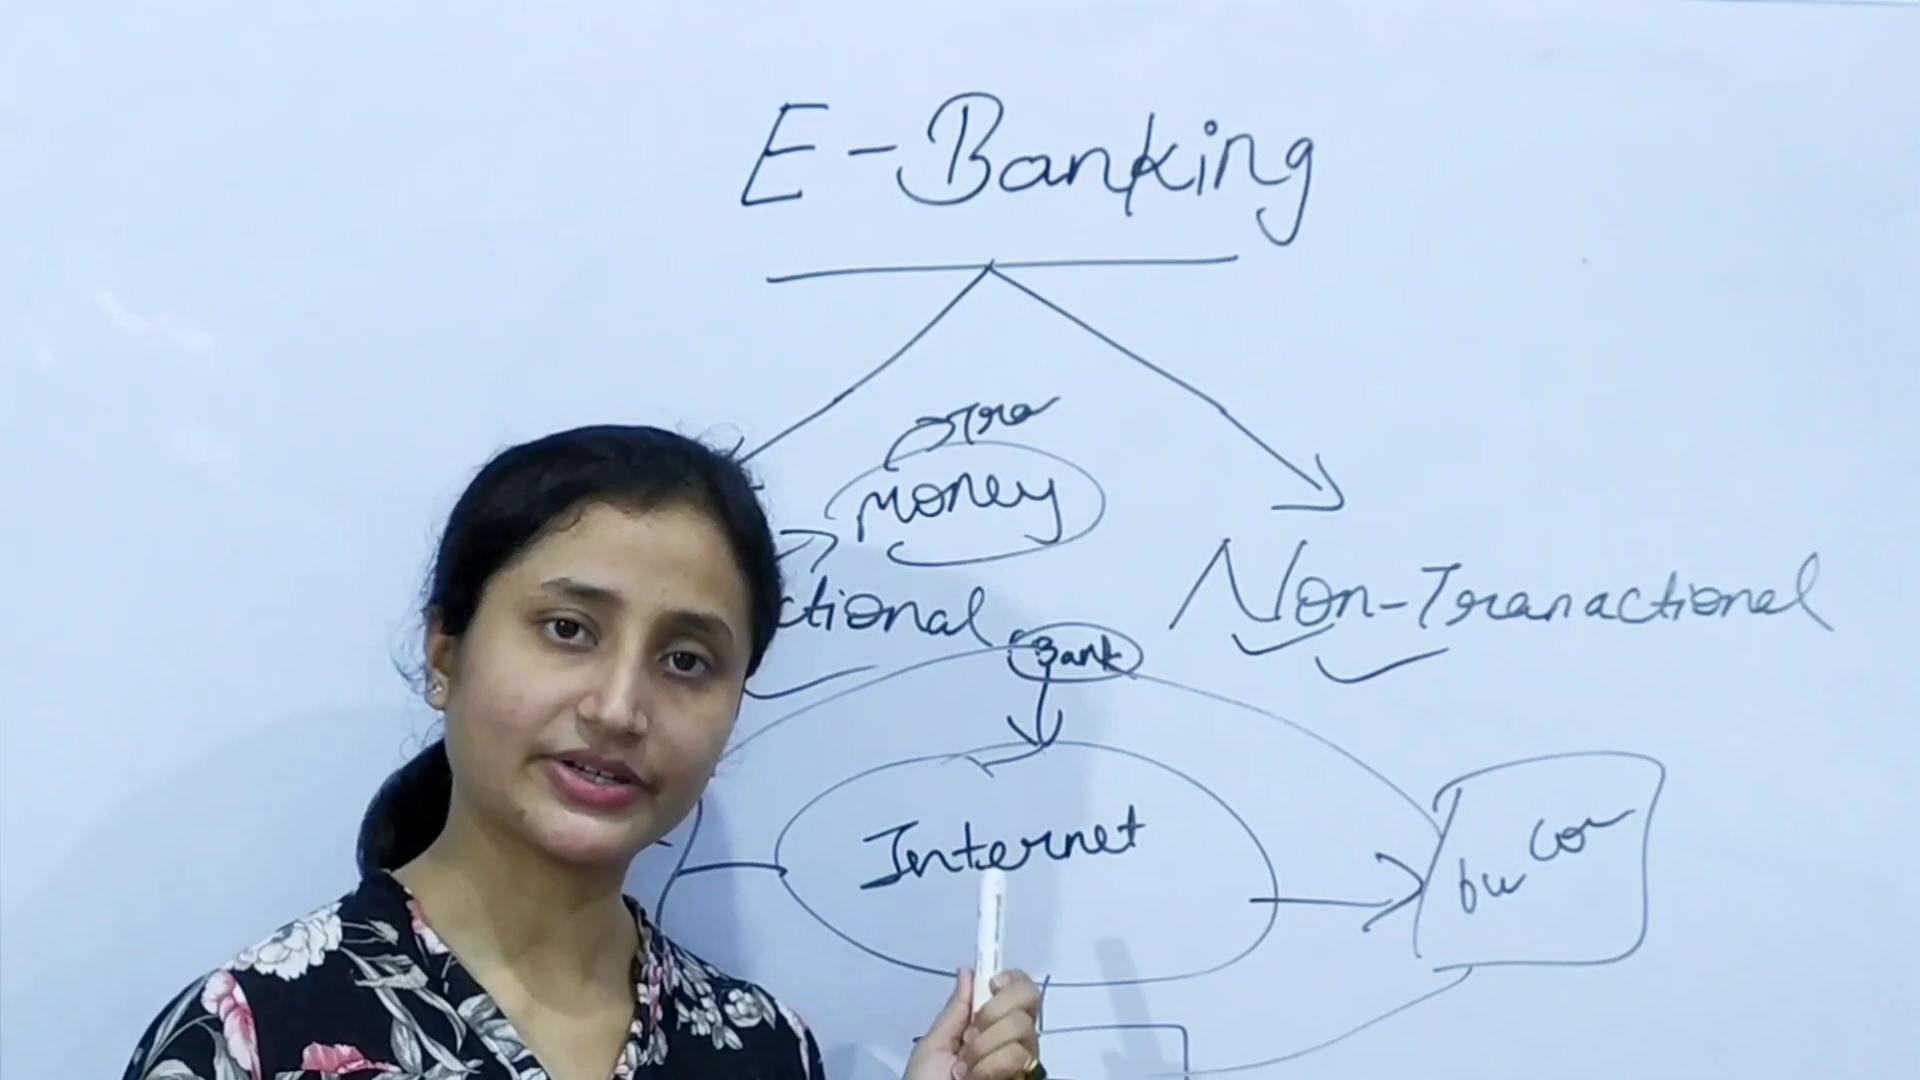 E-Banking
Money
ctional
Non-Tranactional
Bank
Internet